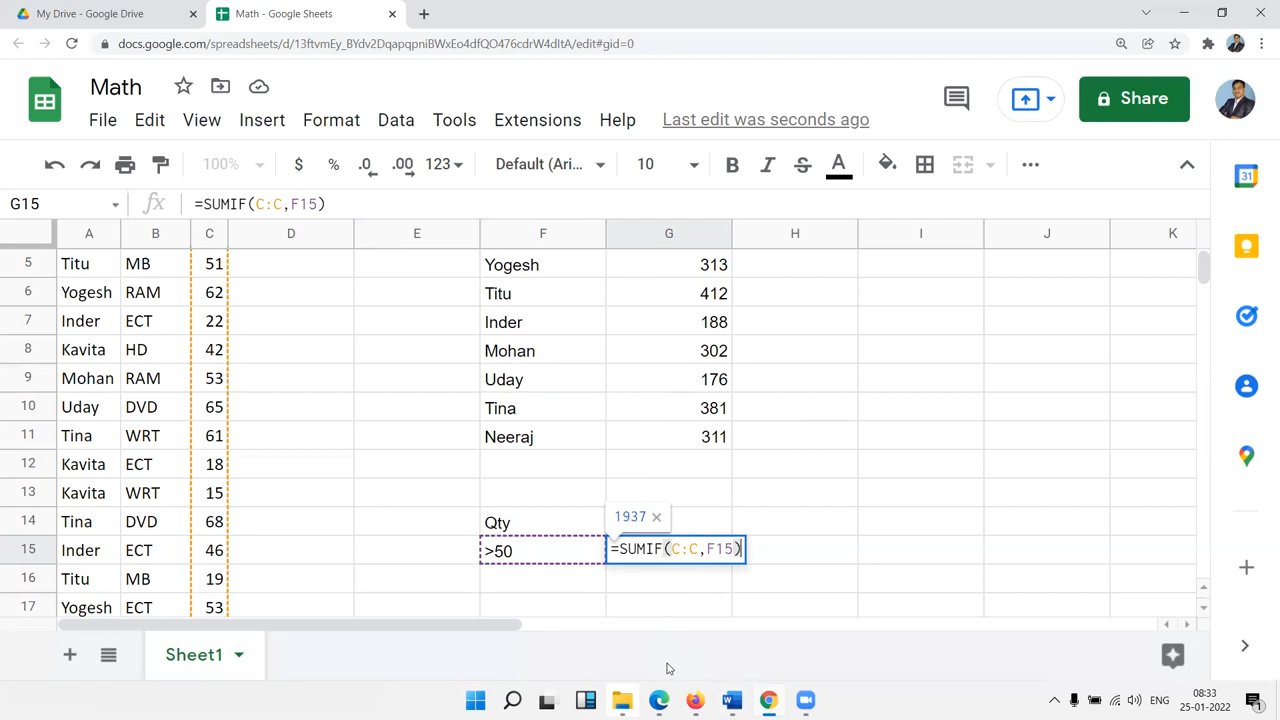 My Drive - Google Drive
Math - Google Sheets
docs.google.com/spreadsheets/d/13ftvmEy_BYdv2DqapqpniBWxEo4dfQO476cdrW4dItA/edit#gid=0
Math
File Edit View Insert Format Data Tools Extensions Help Last edit was seconds ago
Share
100% $ % .0 .00 123 Default (Ari... 10 B I S A
G15 fx =SUMIF(C:C,F15)
A B C D E F G H I J K
5 Titu MB 51 Yogesh 313
6 Yogesh RAM 62 Titu 412
7 Inder ECT 22 Inder 188
8 Kavita HD 42 Mohan 302
9 Mohan RAM 53 Uday 176
10 Uday DVD 65 Tina 381
11 Tina WRT 61 Neeraj 311
12 Kavita ECT 18
13 Kavita WRT 15
14 Tina DVD 68 Qty 1937
15 Inder ECT 46 >50 =SUMIF(C:C,F15)
16 Titu MB 19
17 Yogesh ECT 53
Sheet1
31
ENG
08:33
25-01-2022
1